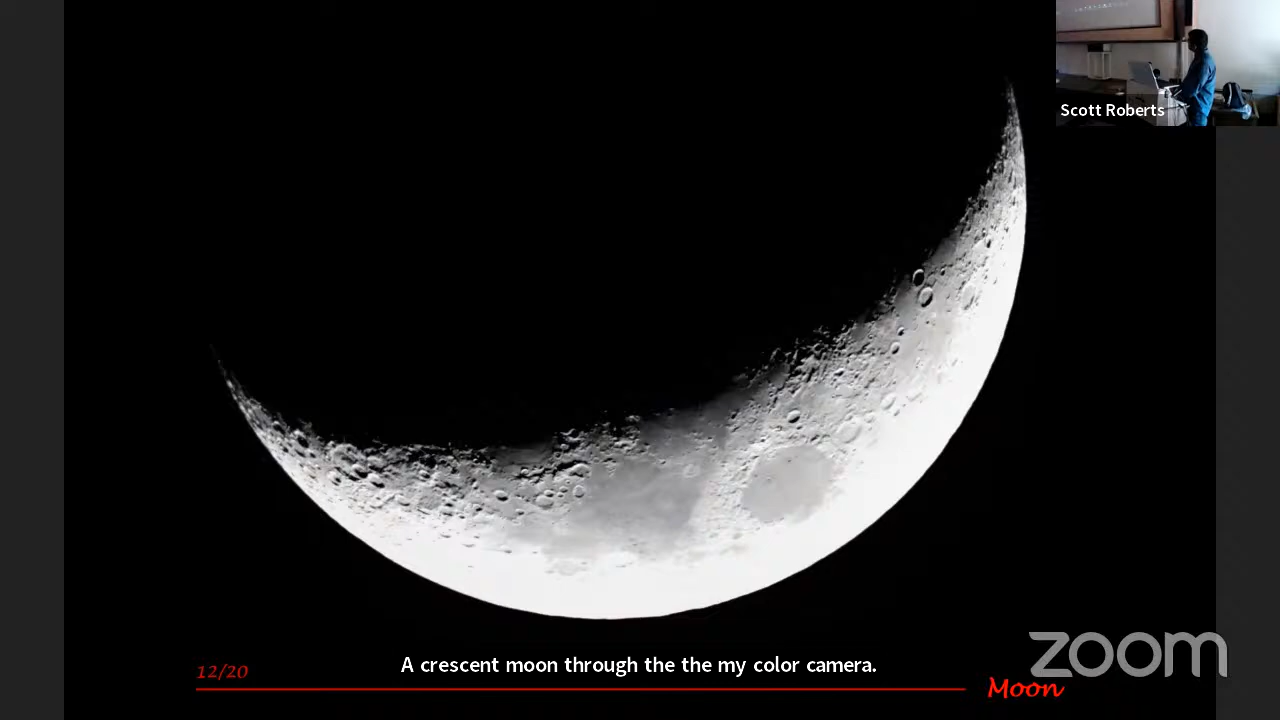 Scott Roberts
A crescent moon through the the my color camera.
12/20
zoom
Moon